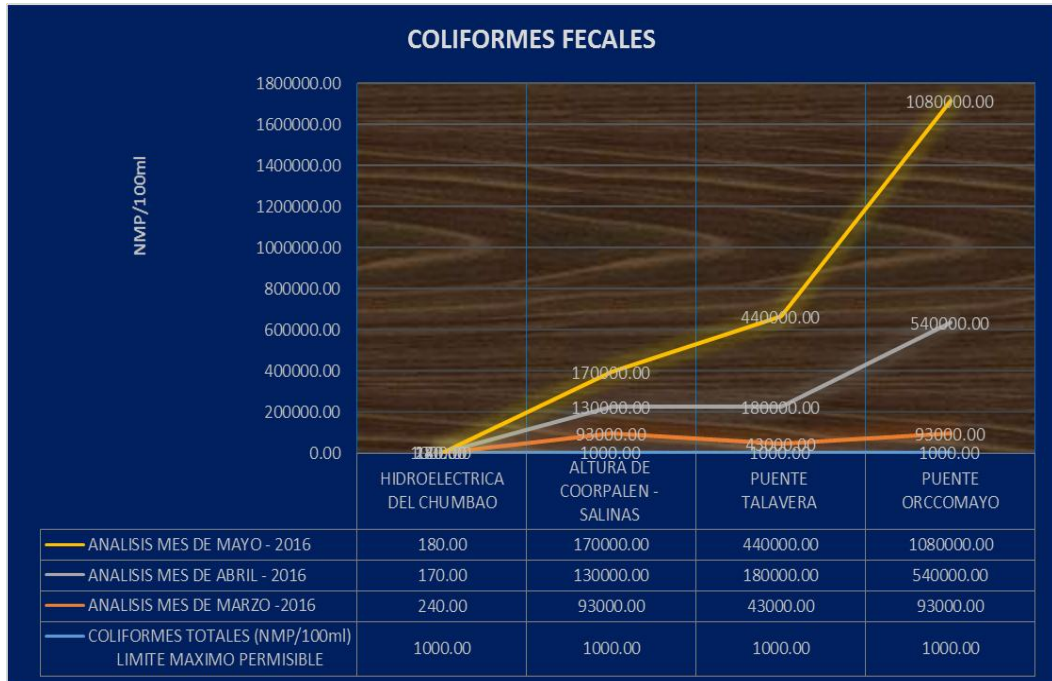 COLIFORMES FECALES
NMP/100ml
1800000.00
1600000.00
1400000.00
1200000.00
1000000.00
800000.00
600000.00
400000.00
200000.00
0.00
1080000.00
440000.00
540000.00
170000.00
130000.00
180000.00
93000.00
43000.00
93000.00
1000.00
1000.00
1000.00
HIDROELECTRICA
DEL CHUMBAO
ALTURA DE
COORPALEN -
SALINAS
PUENTE
TALAVERA
PUENTE
ORCCOMAYO
ANALISIS MES DE MAYO - 2016 180.00 170000.00 440000.00 1080000.00
ANALISIS MES DE ABRIL - 2016 170.00 130000.00 180000.00 540000.00
ANALISIS MES DE MARZO -2016 240.00 93000.00 43000.00 93000.00
COLIFORMES TOTALES (NMP/100ml)
LIMITE MAXIMO PERMISIBLE 1000.00 1000.00 1000.00 1000.00